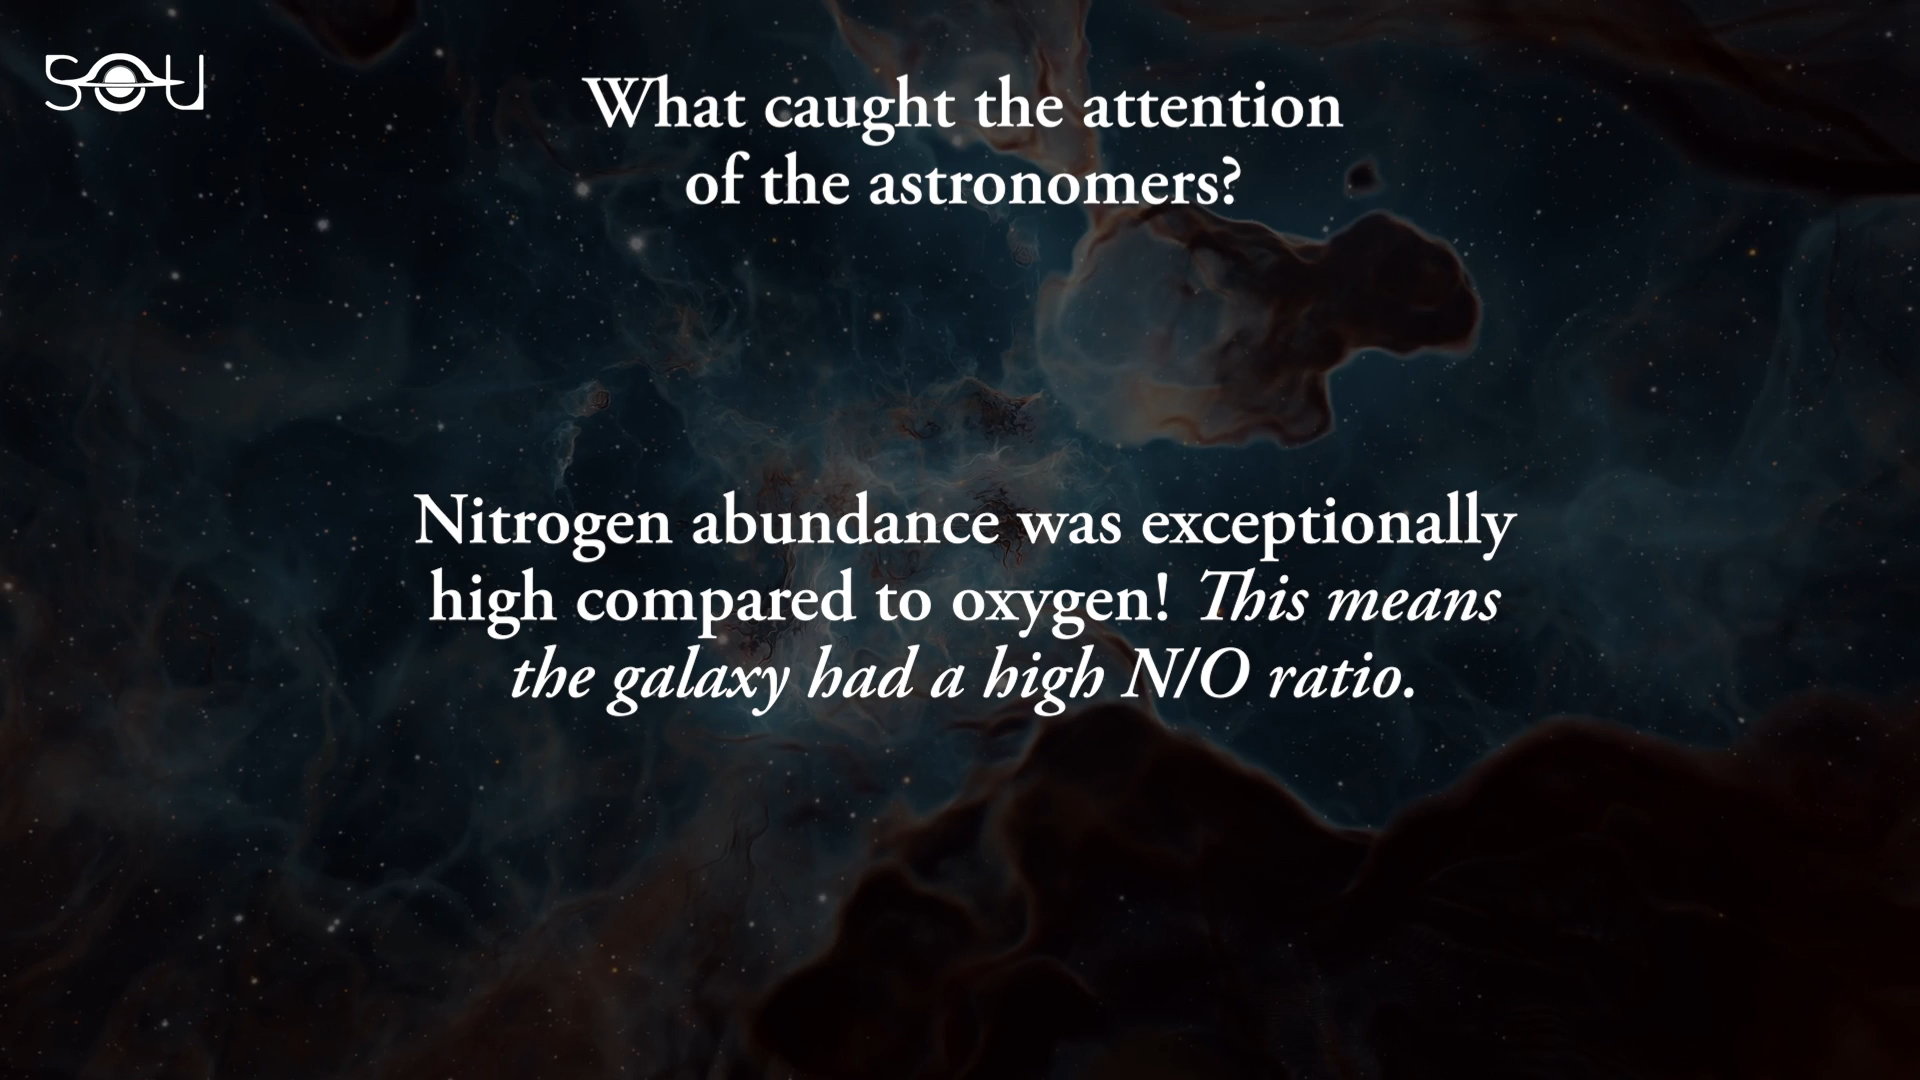 SOU
What caught the attention
of the astronomers?
Nitrogen abundance was exceptionally
high compared to oxygen! This means
the galaxy had a high N/O ratio.